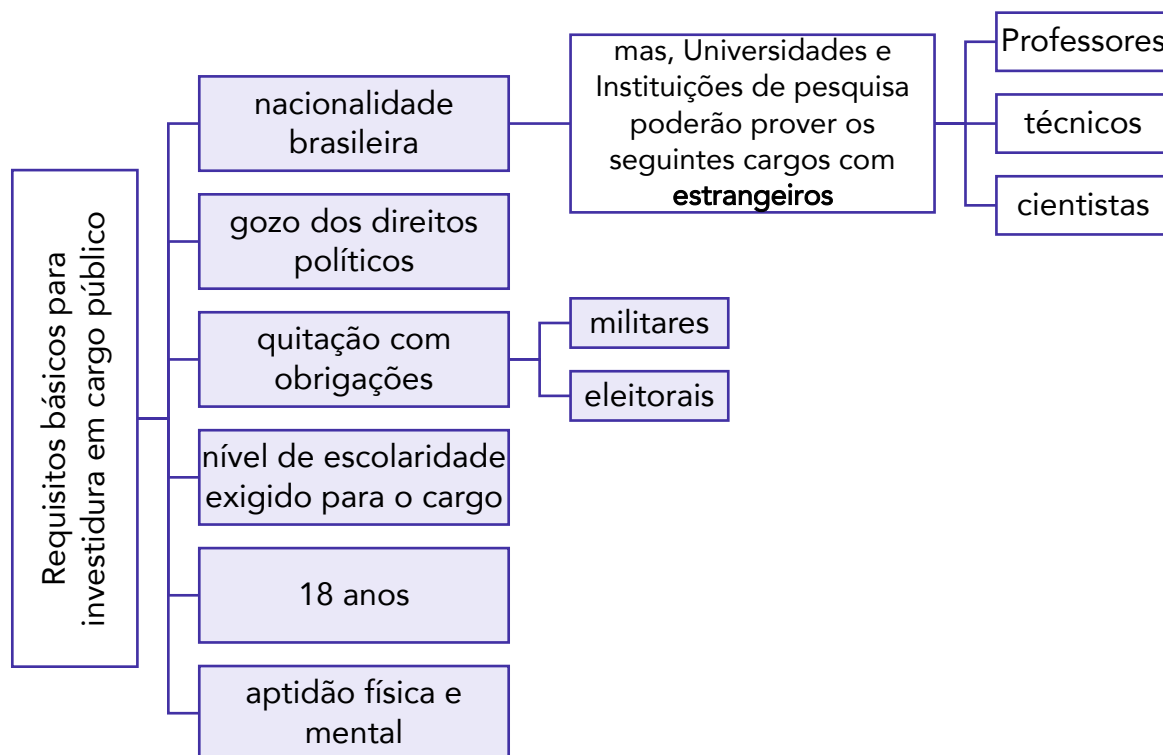 Requisitos básicos para
investidura em cargo público
nacionalidade
brasileira
mas, Universidades e
Instituições de pesquisa
poderão prover os
seguintes cargos com
estrangeiros
Professores
técnicos
cientistas
gozo dos direitos
políticos
quitação com
obrigações
militares
eleitorais
nível de escolaridade
exigido para o cargo
18 anos
aptidão física e
mental